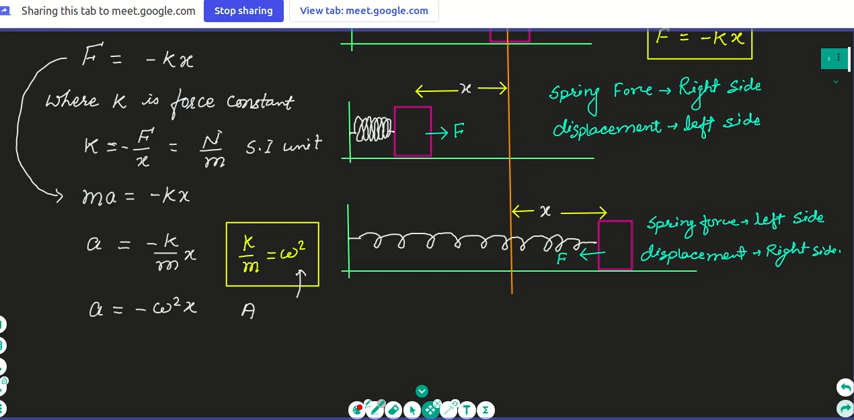 Sharing this tab to meet.google.com
Stop sharing
View tab: meet.google.com
F = -Kx
where K is force constant
K = -F/x = N/m S.I unit
ma = -Kx
a = -K/m x
K/m = ω²
a = -ω²x
A
F = -Kx
x
F
Spring Force → Right Side
displacement → left side
x
F
Spring force → left side
displacement → Right side.
1
T
Σ